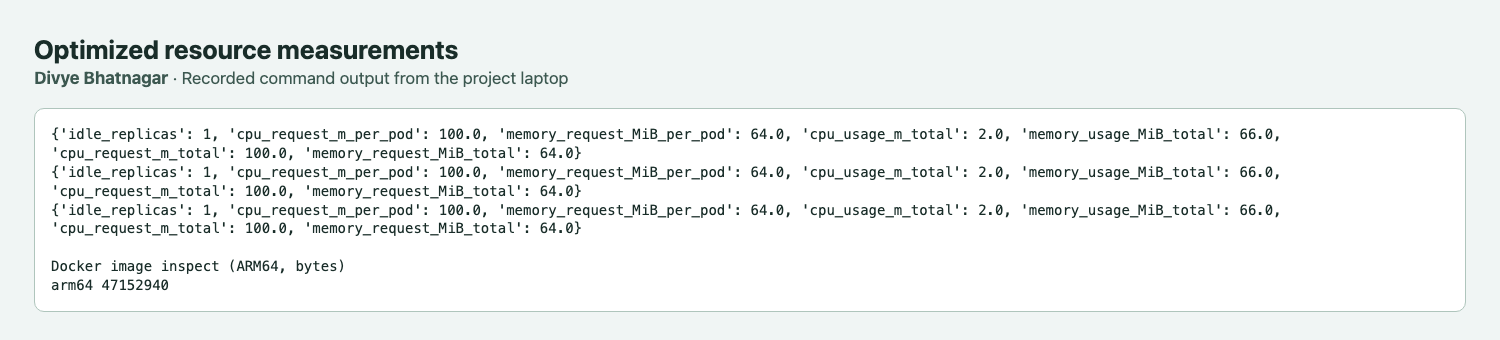 Optimized resource measurements
Divye Bhatnagar · Recorded command output from the project laptop
{'idle_replicas': 1, 'cpu_request_m_per_pod': 100.0, 'memory_request_MiB_per_pod': 64.0, 'cpu_usage_m_total': 2.0, 'memory_usage_MiB_total': 66.0,
'cpu_request_m_total': 100.0, 'memory_request_MiB_total': 64.0}
{'idle_replicas': 1, 'cpu_request_m_per_pod': 100.0, 'memory_request_MiB_per_pod': 64.0, 'cpu_usage_m_total': 2.0, 'memory_usage_MiB_total': 66.0,
'cpu_request_m_total': 100.0, 'memory_request_MiB_total': 64.0}
{'idle_replicas': 1, 'cpu_request_m_per_pod': 100.0, 'memory_request_MiB_per_pod': 64.0, 'cpu_usage_m_total': 2.0, 'memory_usage_MiB_total': 66.0,
'cpu_request_m_total': 100.0, 'memory_request_MiB_total': 64.0}
Docker image inspect (ARM64, bytes)
arm64 47152940